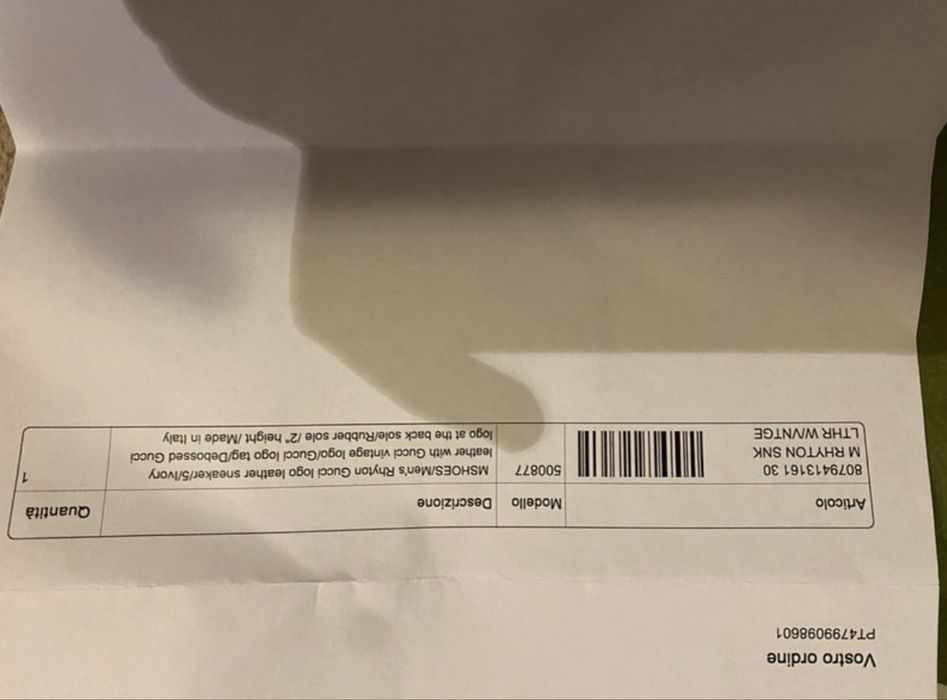 Vostro ordine
PT4799098601
Articolo Modello Descrizione Quantità
8079413161 30
M RHYTON SNK
LTHR W/VNTGE
500877
MSHOES/MEN'S Rhyton Gucci logo leather sneaker/5/Ivory/
leather with Gucci vintage logo/Gucci logo tag/Debossed Gucci
logo at the back sole/Rubber sole /2" height /Made in Italy
1